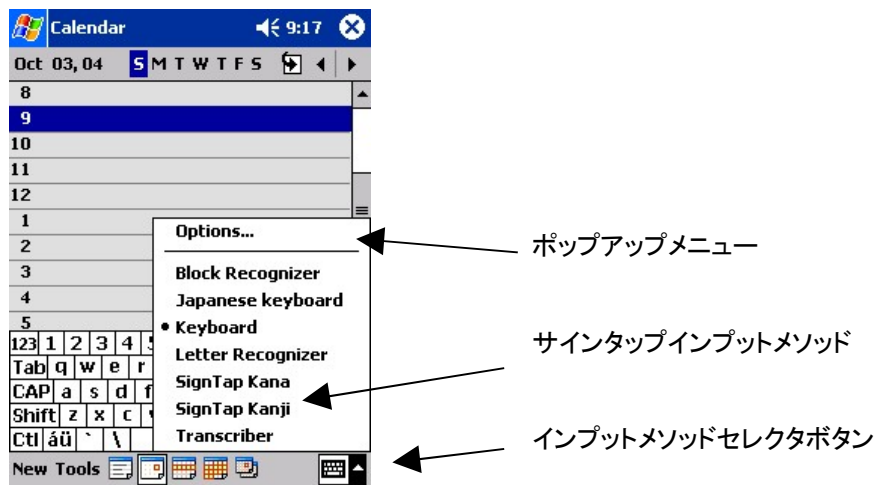 Calendar 9:17
Oct 03, 04 S M T W T F S
8
9
10
11
12
1
2
3
4
5
Options...
Block Recognizer
Japanese keyboard
Keyboard
Letter Recognizer
SignTap Kana
SignTap Kanji
Transcriber
123 1 2 3 4
Tab q w e r
CAP a s d f
Shift z x c
Ctl áü ` \
New Tools
ポップアップメニュー
サインタップインプットメソッド
インプットメソッドセレクタボタン